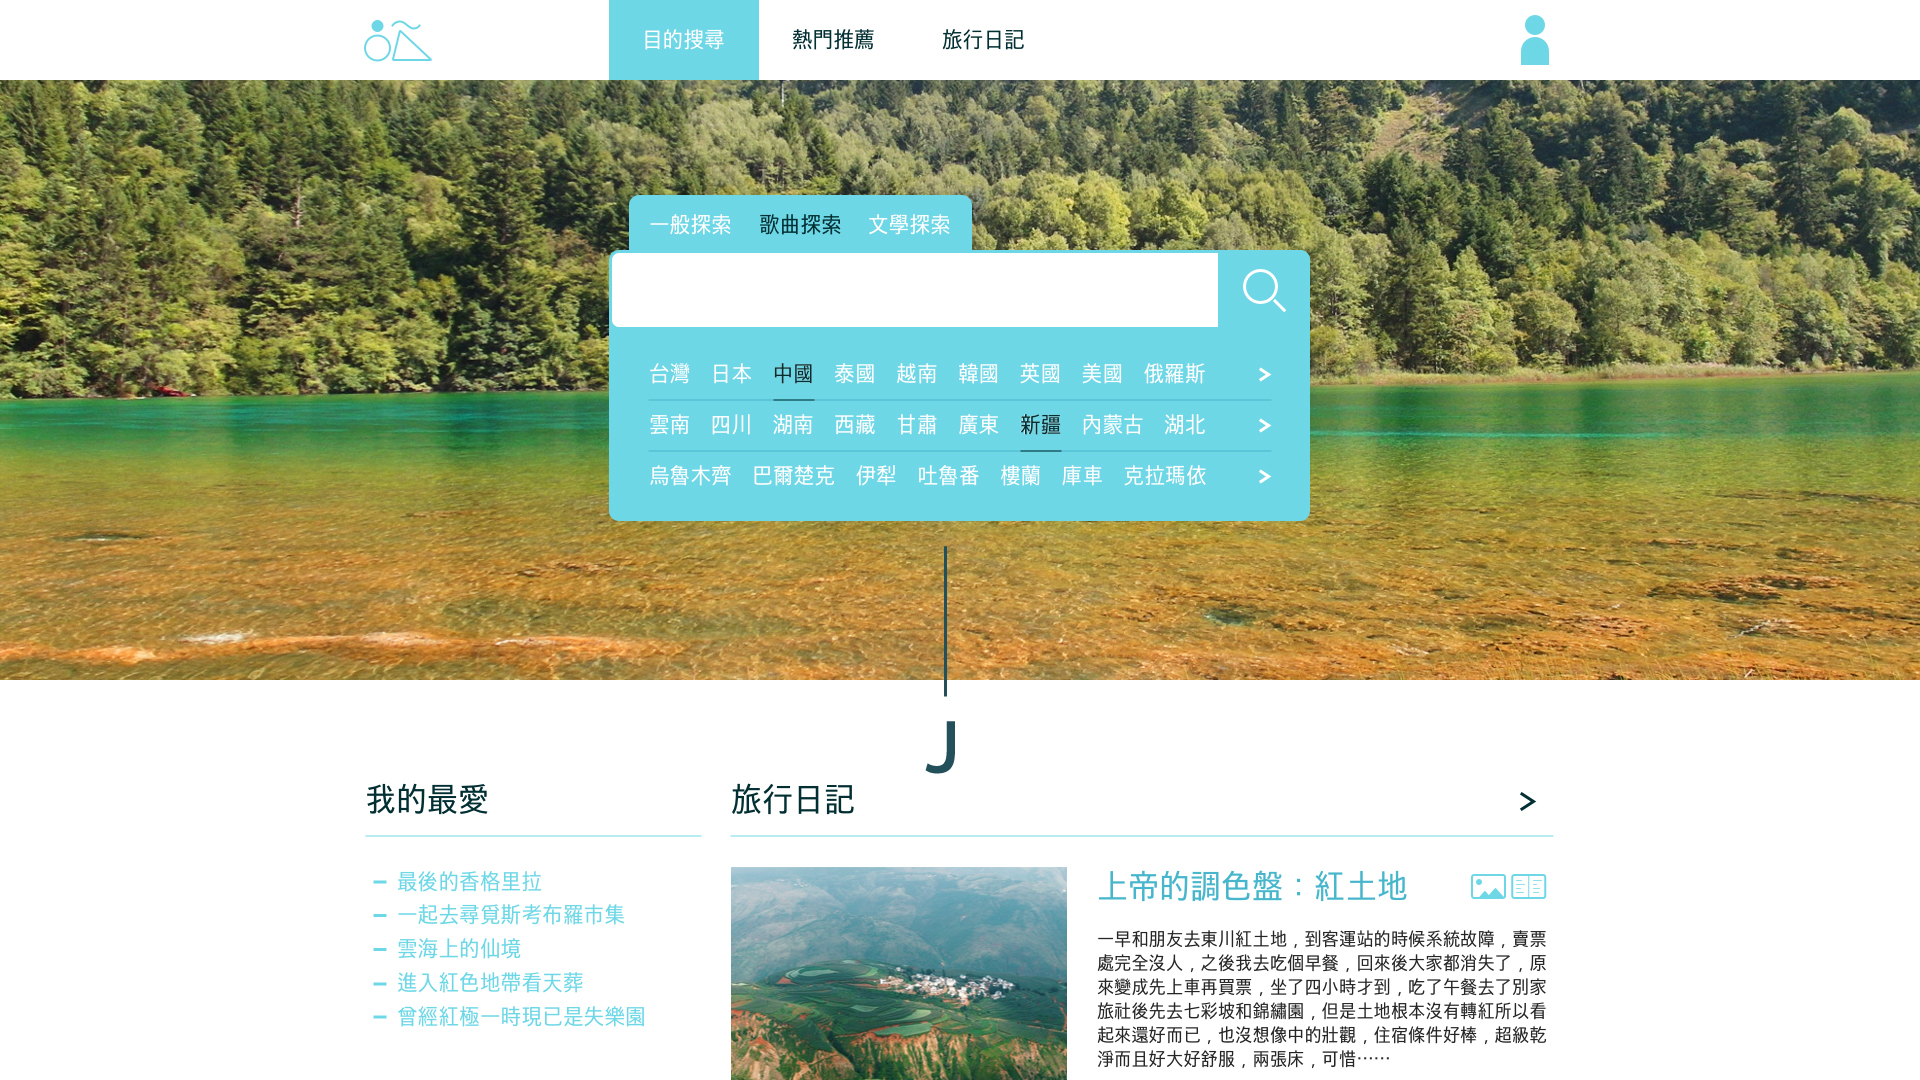 目的搜尋 熱門推薦 旅行日記
一般探索 歌曲探索 文學探索
台灣 日本 中國 泰國 越南 韓國 英國 美國 俄羅斯
雲南 四川 湖南 西藏 甘肅 廣東 新疆 內蒙古 湖北
烏魯木齊 巴爾楚克 伊犁 吐魯番 樓蘭 庫車 克拉瑪依
J
我的最愛
最後的香格里拉
一起去尋覓斯考布羅市集
雲海上的仙境
進入紅色地帶看天葬
曾經紅極一時現已是失樂園
旅行日記
上帝的調色盤：紅土地
一早和朋友去東川紅土地，到客運站的時候系統故障，賣票
處完全沒人，之後我去吃個早餐，回來後大家都消失了，原
來變成先上車再買票，坐了四小時才到，吃了午餐去了別家
旅社後先去七彩坡和錦繡園，但是土地根本沒有轉紅所以看
起來還好而已，也沒想像中的壯觀，住宿條件好棒，超級乾
淨而且好大好舒服，兩張床，可惜⋯⋯